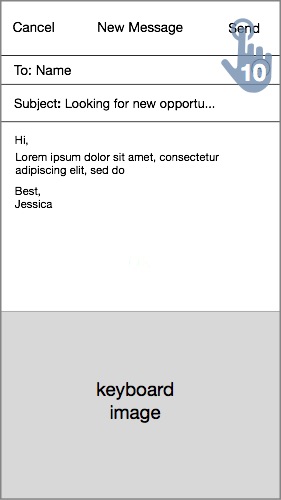 Cancel New Message Send
10
To: Name
Subject: Looking for new opportu...
Hi,
Lorem ipsum dolor sit amet, consectetur
adipiscing elit, sed do
Best,
Jessica
keyboard
image